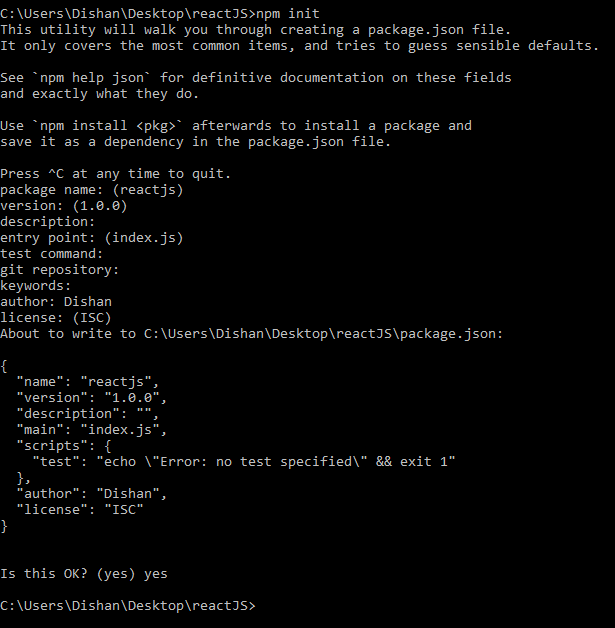 C:\Users\Dishan\Desktop\reactJS>npm init
This utility will walk you through creating a package.json file.
It only covers the most common items, and tries to guess sensible defaults.
See `npm help json` for definitive documentation on these fields
and exactly what they do.
Use `npm install <pkg>` afterwards to install a package and
save it as a dependency in the package.json file.
Press ^C at any time to quit.
package name: (reactjs)
version: (1.0.0)
description:
entry point: (index.js)
test command:
git repository:
keywords:
author: Dishan
license: (ISC)
About to write to C:\Users\Dishan\Desktop\reactJS\package.json:
{
  "name": "reactjs",
  "version": "1.0.0",
  "description": "",
  "main": "index.js",
  "scripts": {
    "test": "echo \"Error: no test specified\" && exit 1"
  },
  "author": "Dishan",
  "license": "ISC"
}
Is this OK? (yes) yes
C:\Users\Dishan\Desktop\reactJS>